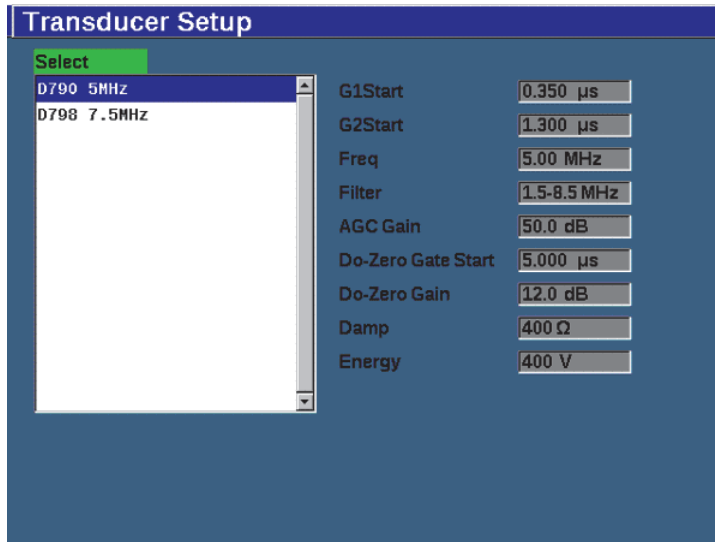 Transducer Setup
Select
D790 5MHz
D798 7.5MHz
G1Start 0.350 µs
G2Start 1.300 µs
Freq 5.00 MHz
Filter 1.5-8.5 MHz
AGC Gain 50.0 dB
Do-Zero Gate Start 5.000 µs
Do-Zero Gain 12.0 dB
Damp 400 Ω
Energy 400 V